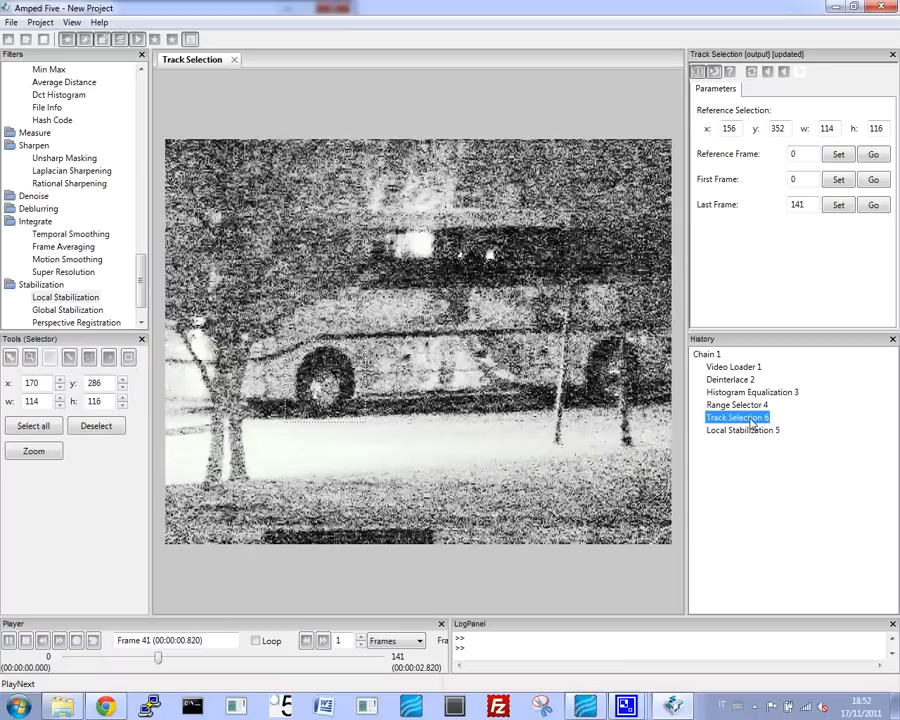 Amped Five - New Project
File Project View Help
Filters
Min Max
Average Distance
Dct Histogram
File Info
Hash Code
Measure
Sharpen
Unsharp Masking
Laplacian Sharpening
Rational Sharpening
Denoise
Deblurring
Integrate
Temporal Smoothing
Frame Averaging
Motion Smoothing
Super Resolution
Stabilization
Local Stabilization
Global Stabilization
Perspective Registration
Tools (Selector)
x: 170 y: 286
w: 114 h: 116
Select all Deselect
Zoom
Track Selection
Track Selection [output] [updated]
Parameters
Reference Selection:
x: 156 y: 352 w: 114 h: 116
Reference Frame: 0 Set Go
First Frame: 0 Set Go
Last Frame: 141 Set Go
History
Chain 1
Video Loader 1
Deinterlace 2
Histogram Equalization 3
Range Selector 4
Track Selection 6
Local Stabilization 5
Player
Frame 41 (00:00:00.820) Loop 1 Frames Fra
0 141
(00:00:00.000) (00:00:02.820)
LogPanel
>>
>>
PlayNext
IT
18:52
17/11/2011